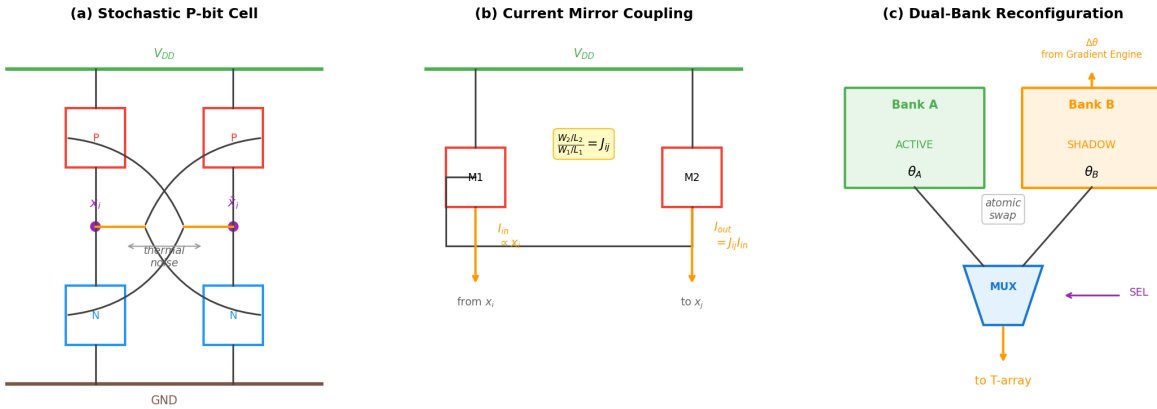 (a) Stochastic P-bit Cell
V_DD
P P
x_i x̄_i
thermal
noise
N N
GND
(b) Current Mirror Coupling
V_DD
W_2/L_2
W_1/L_1 = J_ij
M1 M2
I_in
∝ x_i
I_out
= J_ij I_in
from x_i
to x_j
(c) Dual-Bank Reconfiguration
Δθ
from Gradient Engine
Bank A
ACTIVE
θ_A
Bank B
SHADOW
θ_B
atomic
swap
MUX
SEL
to T-array